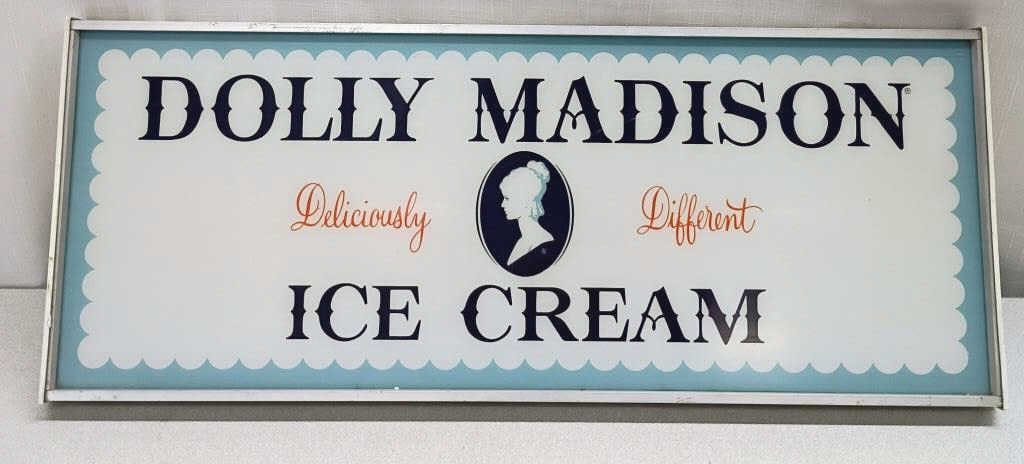 DOLLY MADISON®
Deliciously Different
ICE CREAM